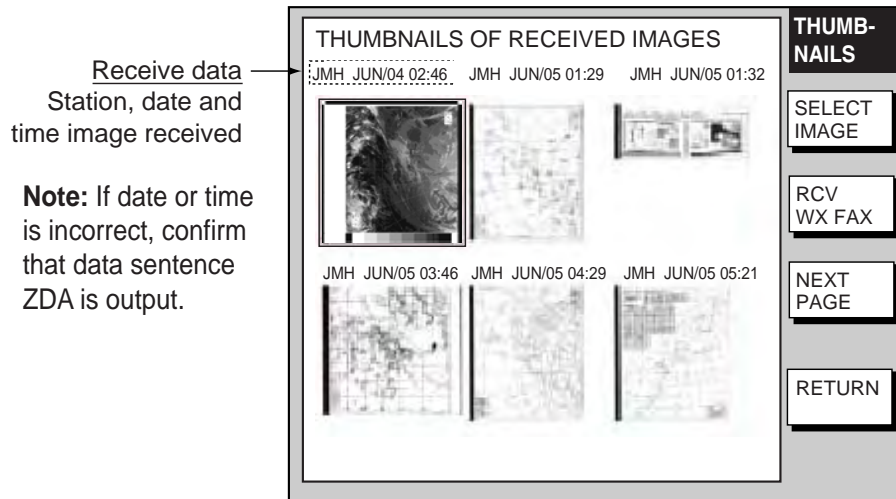 Receive data
Station, date and
time image received
Note: If date or time
is incorrect, confirm
that data sentence
ZDA is output.
THUMBNAILS OF RECEIVED IMAGES
JMH JUN/04 02:46 JMH JUN/05 01:29 JMH JUN/05 01:32
JMH JUN/05 03:46 JMH JUN/05 04:29 JMH JUN/05 05:21
THUMB-
NAILS
SELECT
IMAGE
RCV
WX FAX
NEXT
PAGE
RETURN